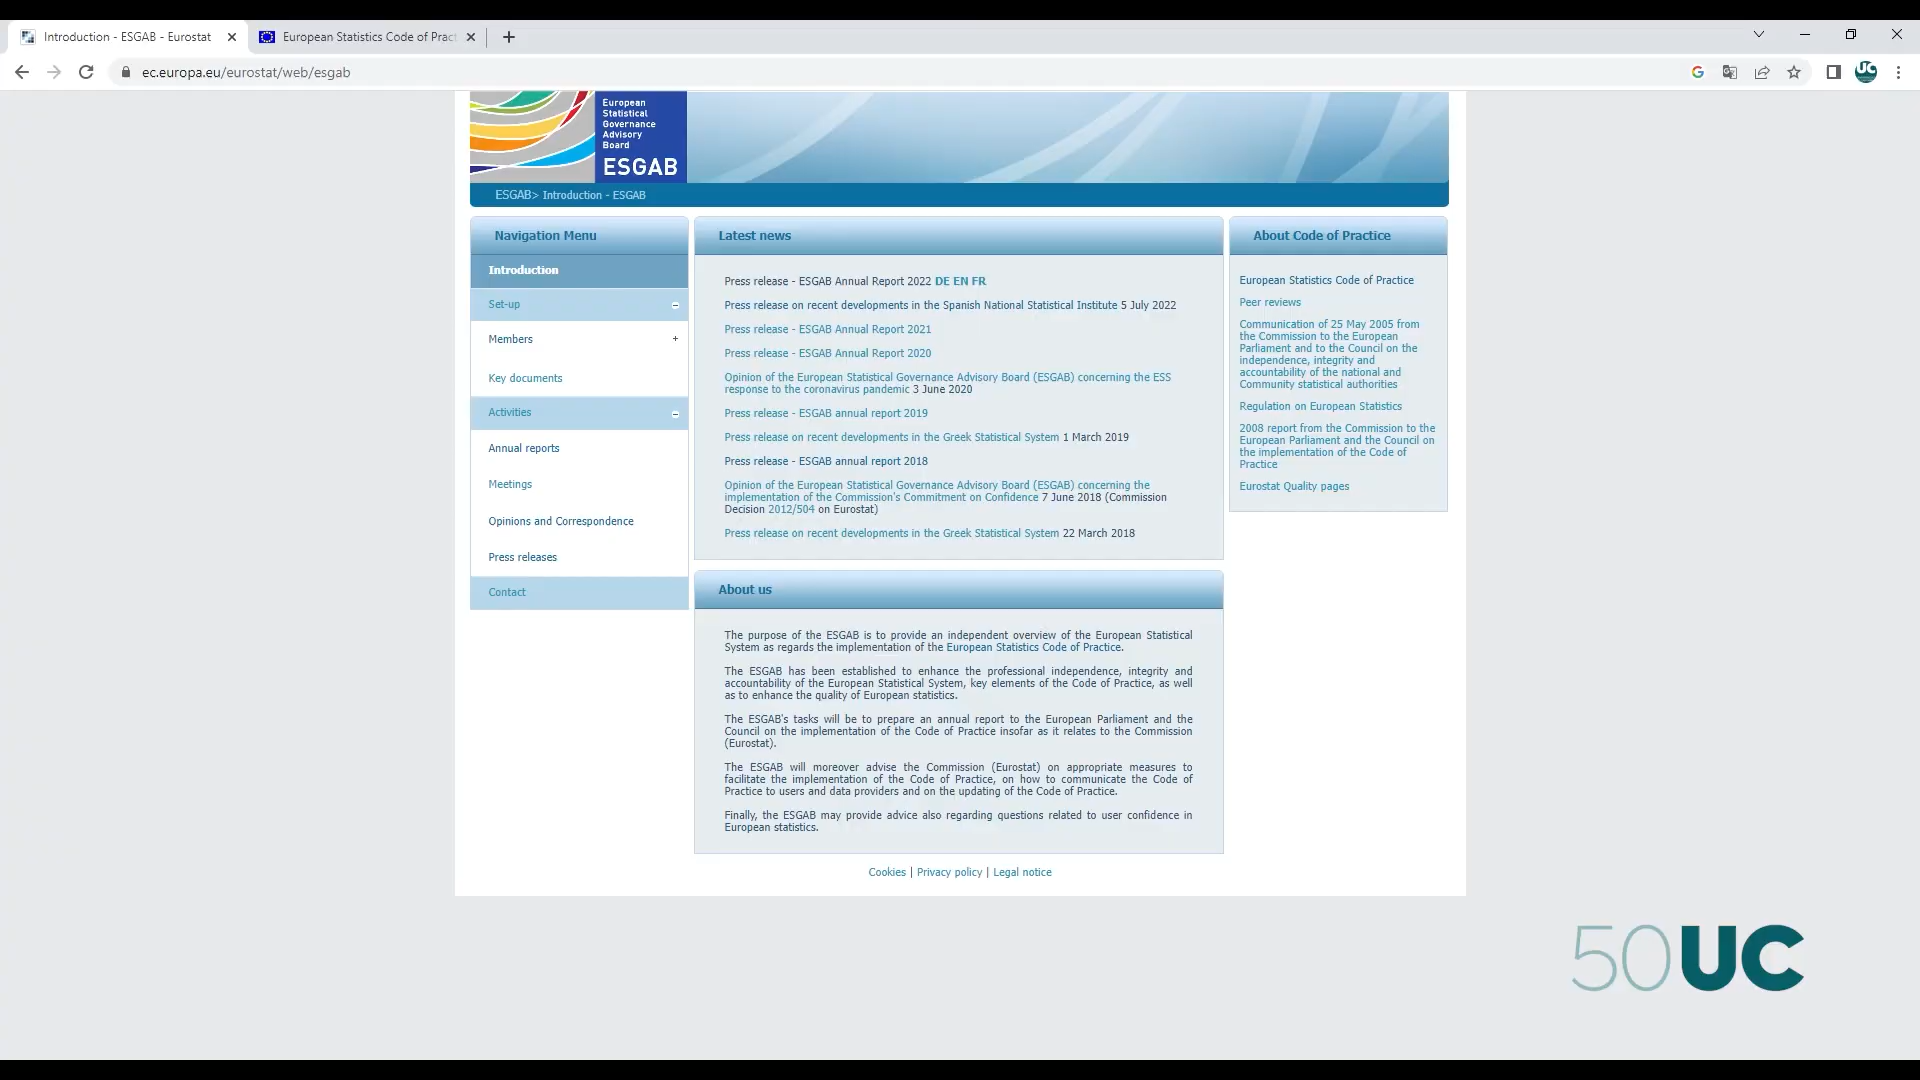 Introduction - ESGAB - Eurostat
European Statistics Code of Pract
ec.europa.eu/eurostat/web/esgab
European
Statistical
Governance
Advisory
Board
ESGAB
ESGAB> Introduction - ESGAB
Navigation Menu
Introduction
Set-up
Members
Key documents
Activities
Annual reports
Meetings
Opinions and Correspondence
Press releases
Contact
Latest news
Press release - ESGAB Annual Report 2022 DE EN FR
Press release on recent developments in the Spanish National Statistical Institute 5 July 2022
Press release - ESGAB Annual Report 2021
Press release - ESGAB Annual Report 2020
Opinion of the European Statistical Governance Advisory Board (ESGAB) concerning the ESS
response to the coronavirus pandemic 3 June 2020
Press release - ESGAB annual report 2019
Press release on recent developments in the Greek Statistical System 1 March 2019
Press release - ESGAB annual report 2018
Opinion of the European Statistical Governance Advisory Board (ESGAB) concerning the
implementation of the Commission's Commitment on Confidence 7 June 2018 (Commission
Decision 2012/504 on Eurostat)
Press release on recent developments in the Greek Statistical System 22 March 2018
About us
The purpose of the ESGAB is to provide an independent overview of the European Statistical
System as regards the implementation of the European Statistics Code of Practice.
The ESGAB has been established to enhance the professional independence, integrity and
accountability of the European Statistical System, key elements of the Code of Practice, as well
as to enhance the quality of European statistics.
The ESGAB's tasks will be to prepare an annual report to the European Parliament and the
Council on the implementation of the Code of Practice insofar as it relates to the Commission
(Eurostat).
The ESGAB will moreover advise the Commission (Eurostat) on appropriate measures to
facilitate the implementation of the Code of Practice, on how to communicate the Code of
Practice to users and data providers and on the updating of the Code of Practice.
Finally, the ESGAB may provide advice also regarding questions related to user confidence in
European statistics.
About Code of Practice
European Statistics Code of Practice
Peer reviews
Communication of 25 May 2005 from
the Commission to the European
Parliament and to the Council on the
independence, integrity and
accountability of the national and
Community statistical authorities
Regulation on European Statistics
2008 report from the Commission to the
European Parliament and the Council on
the implementation of the Code of
Practice
Eurostat Quality pages
Cookies | Privacy policy | Legal notice
50UC